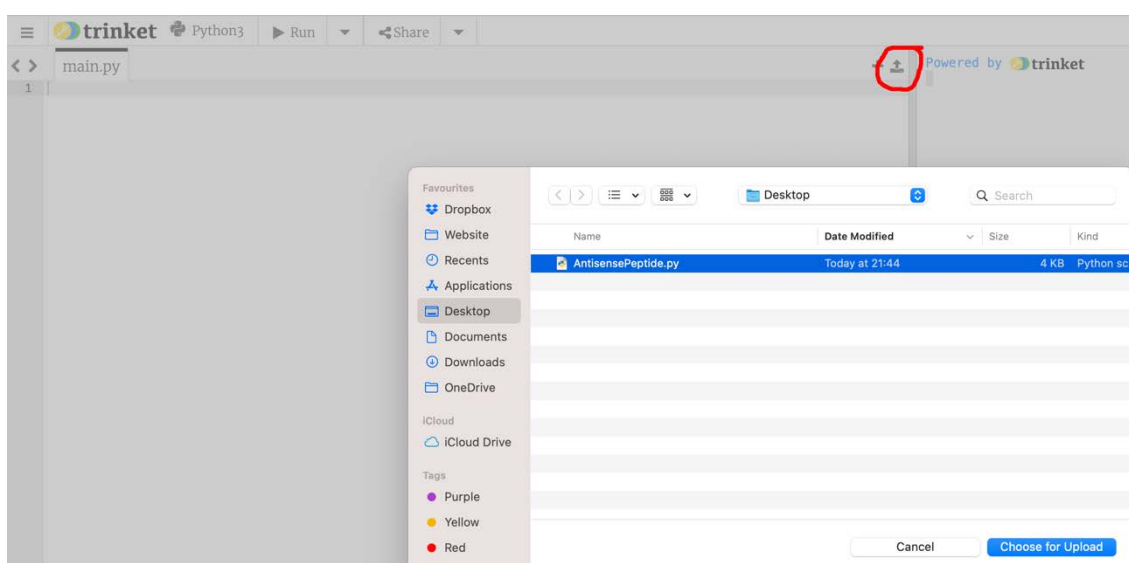 trinket Python3 Run Share
main.py
Powered by trinket
1
Favourites
Dropbox
Website
Recents
Applications
Desktop
Documents
Downloads
OneDrive
iCloud
iCloud Drive
Tags
Purple
Yellow
Red
Desktop
Search
Name Date Modified Size Kind
AntisensePeptide.py Today at 21:44 4 KB Python sc
Cancel Choose for Upload